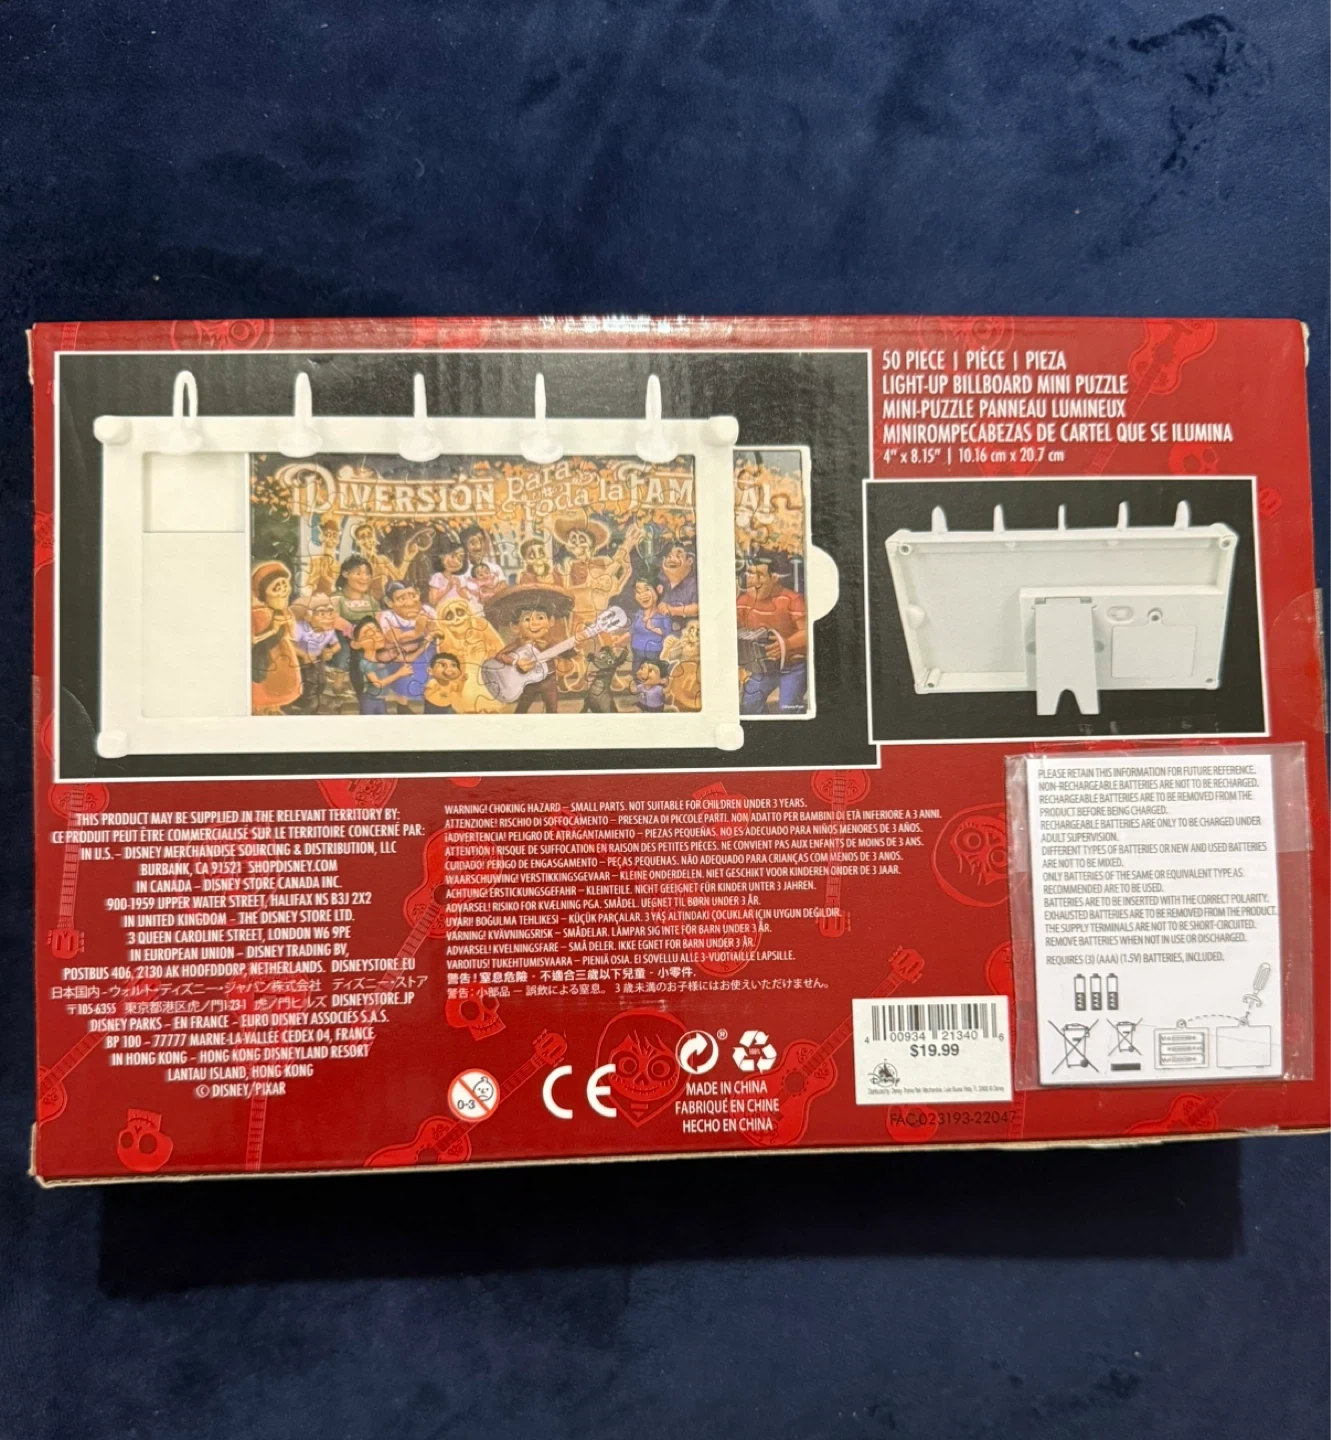 DIVERSIÓN Para toda la FAM
50 PIECE | PIÈCE | PIEZA
LIGHT-UP BILLBOARD MINI PUZZLE
MINI-PUZZLE PANNEAU LUMINEUX
MINIROMPECABEZAS DE CARTEL QUE SE ILUMINA
4" x 8.15" | 10.16 cm x 20.7 cm
THIS PRODUCT MAY BE SUPPLIED IN THE RELEVANT TERRITORY BY:
CE PRODUIT PEUT ÊTRE COMMERCIALISÉ SUR LE TERRITOIRE CONCERNÉ PAR:
IN U.S. – DISNEY MERCHANDISE SOURCING & DISTRIBUTION, LLC
BURBANK, CA 91521 SHOPDISNEY.COM
IN CANADA – DISNEY STORE CANADA INC.
900-1959 UPPER WATER STREET, HALIFAX NS B3J 2X2
IN UNITED KINGDOM – THE DISNEY STORE LTD.
3 QUEEN CAROLINE STREET, LONDON W6 9PE
IN EUROPEAN UNION – DISNEY TRADING BV,
POSTBUS 406, 2130 AK HOOFDDORP, NETHERLANDS. DISNEYSTORE.EU
日本国内 - ウォルト・ディズニー・ジャパン株式会社 ディズニーストア
〒105-6355 東京都港区虎ノ門1-23-1 虎ノ門ヒルズ DISNEYSTORE.JP
DISNEY PARKS – EN FRANCE – EURO DISNEY ASSOCIÉS S.A.S.
BP 100 – 77777 MARNE-LA-VALLÉE CEDEX 04, FRANCE
IN HONG KONG – HONG KONG DISNEYLAND RESORT
LANTAU ISLAND, HONG KONG
© DISNEY/PIXAR
WARNING! CHOKING HAZARD – SMALL PARTS. NOT SUITABLE FOR CHILDREN UNDER 3 YEARS.
ATTENZIONE! RISCHIO DI SOFFOCAMENTO – PRESENZA DI PICCOLE PARTI. NON ADATTO PER BAMBINI DI ETÀ INFERIORE A 3 ANNI.
¡ADVERTENCIA! PELIGRO DE ATRAGANTAMIENTO – PIEZAS PEQUEÑAS. NO ES ADECUADO PARA NIÑOS MENORES DE 3 AÑOS.
ATTENTION ! RISQUE DE SUFFOCATION EN RAISON DES PETITES PIÈCES. NE CONVIENT PAS AUX ENFANTS DE MOINS DE 3 ANS.
CUIDADO! PERIGO DE ENGASGAMENTO – PEÇAS PEQUENAS. NÃO ADEQUADO PARA CRIANÇAS COM MENOS DE 3 ANOS.
WAARSCHUWING! VERSTIKKINGSGEVAAR – KLEINE ONDERDELEN. NIET GESCHIKT VOOR KINDEREN ONDER DE 3 JAAR.
ACHTUNG! ERSTICKUNGSGEFAHR – KLEINTEILE. NICHT GEEIGNET FÜR KINDER UNTER 3 JAHREN.
ADVARSEL! RISIKO FOR KVÆLNING PGA. SMÅDEL. UEGNET TIL BØRN UNDER 3 ÅR.
UYARI! BOĞULMA TEHLİKESİ – KÜÇÜK PARÇALAR. 3 YAŞ ALTINDAKİ ÇOCUKLAR İÇİN UYGUN DEĞİLDİR.
VARNING! KVÄVNINGSRISK – SMÅDELAR. LÄMPAR SIG INTE FÖR BARN UNDER 3 ÅR.
ADVARSEL! KVELNINGSFARE – SMÅ DELER. IKKE EGNET FOR BARN UNDER 3 ÅR.
VAROITUS! TUKEHTUMISVAARA – PIENIÄ OSIA. EI SOVELLU ALLE 3-VUOTIAILLE LAPSILLE.
警告！窒息危險 - 不適合三歲以下兒童 - 小零件。
警告：小部品 ― 誤飲による窒息。 3 歳未満のお子様にはお使いいただけません。
0-3
CE
100%
MADE IN CHINA
FABRIQUÉ EN CHINE
HECHO EN CHINA
4 00934 21340 6
$19.99
Disney
FAC-023193-22047
PLEASE RETAIN THIS INFORMATION FOR FUTURE REFERENCE.
NON-RECHARGEABLE BATTERIES ARE NOT TO BE RECHARGED.
RECHARGEABLE BATTERIES ARE TO BE REMOVED FROM THE
PRODUCT BEFORE BEING CHARGED.
RECHARGEABLE BATTERIES ARE ONLY TO BE CHARGED UNDER
ADULT SUPERVISION.
DIFFERENT TYPES OF BATTERIES OR NEW AND USED BATTERIES
ARE NOT TO BE MIXED.
ONLY BATTERIES OF THE SAME OR EQUIVALENT TYPE AS
RECOMMENDED ARE TO BE USED.
BATTERIES ARE TO BE INSERTED WITH THE CORRECT POLARITY.
EXHAUSTED BATTERIES ARE TO BE REMOVED FROM THE PRODUCT.
THE SUPPLY TERMINALS ARE NOT TO BE SHORT-CIRCUITED.
REMOVE BATTERIES WHEN NOT IN USE OR DISCARGED.
REQUIRES (3) (AAA) (1.5V) BATTERIES, INCLUDED.
AAA AAA AAA